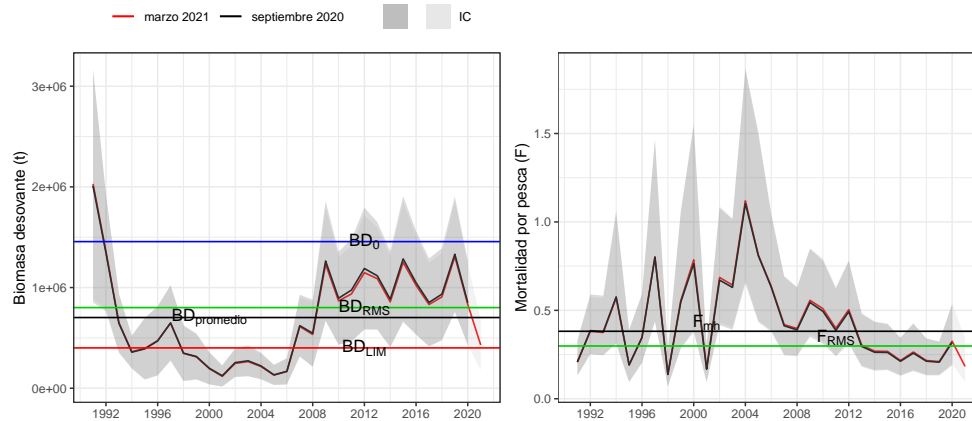 marzo 2021 septiembre 2020 IC
Biomasa desovante (t)
3e+06
2e+06
1e+06
0e+00
BD0
BDRMS
BDpromedio
BDLIM
1992 1996 2000 2004 2008 2012 2016 2020
Mortalidad por pesca (F)
1.5
1.0
0.5
0.0
Fmh
FRMS
1992 1996 2000 2004 2008 2012 2016 2020